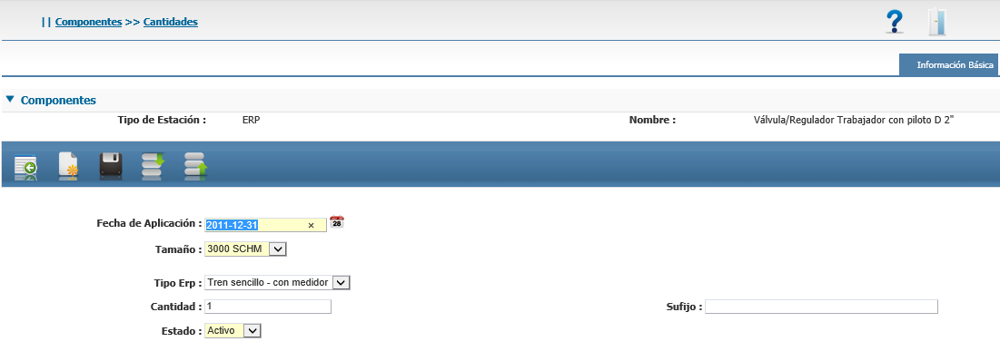 || Componentes >> Cantidades
?
Información Básica
Componentes
Tipo de Estación : ERP Nombre : Válvula/Regulador Trabajador con piloto D 2"
Fecha de Aplicación : 2011-12-31 × 28
Tamaño : 3000 SCHM
Tipo Erp : Tren sencillo - con medidor
Cantidad : 1 Sufijo :
Estado : Activo